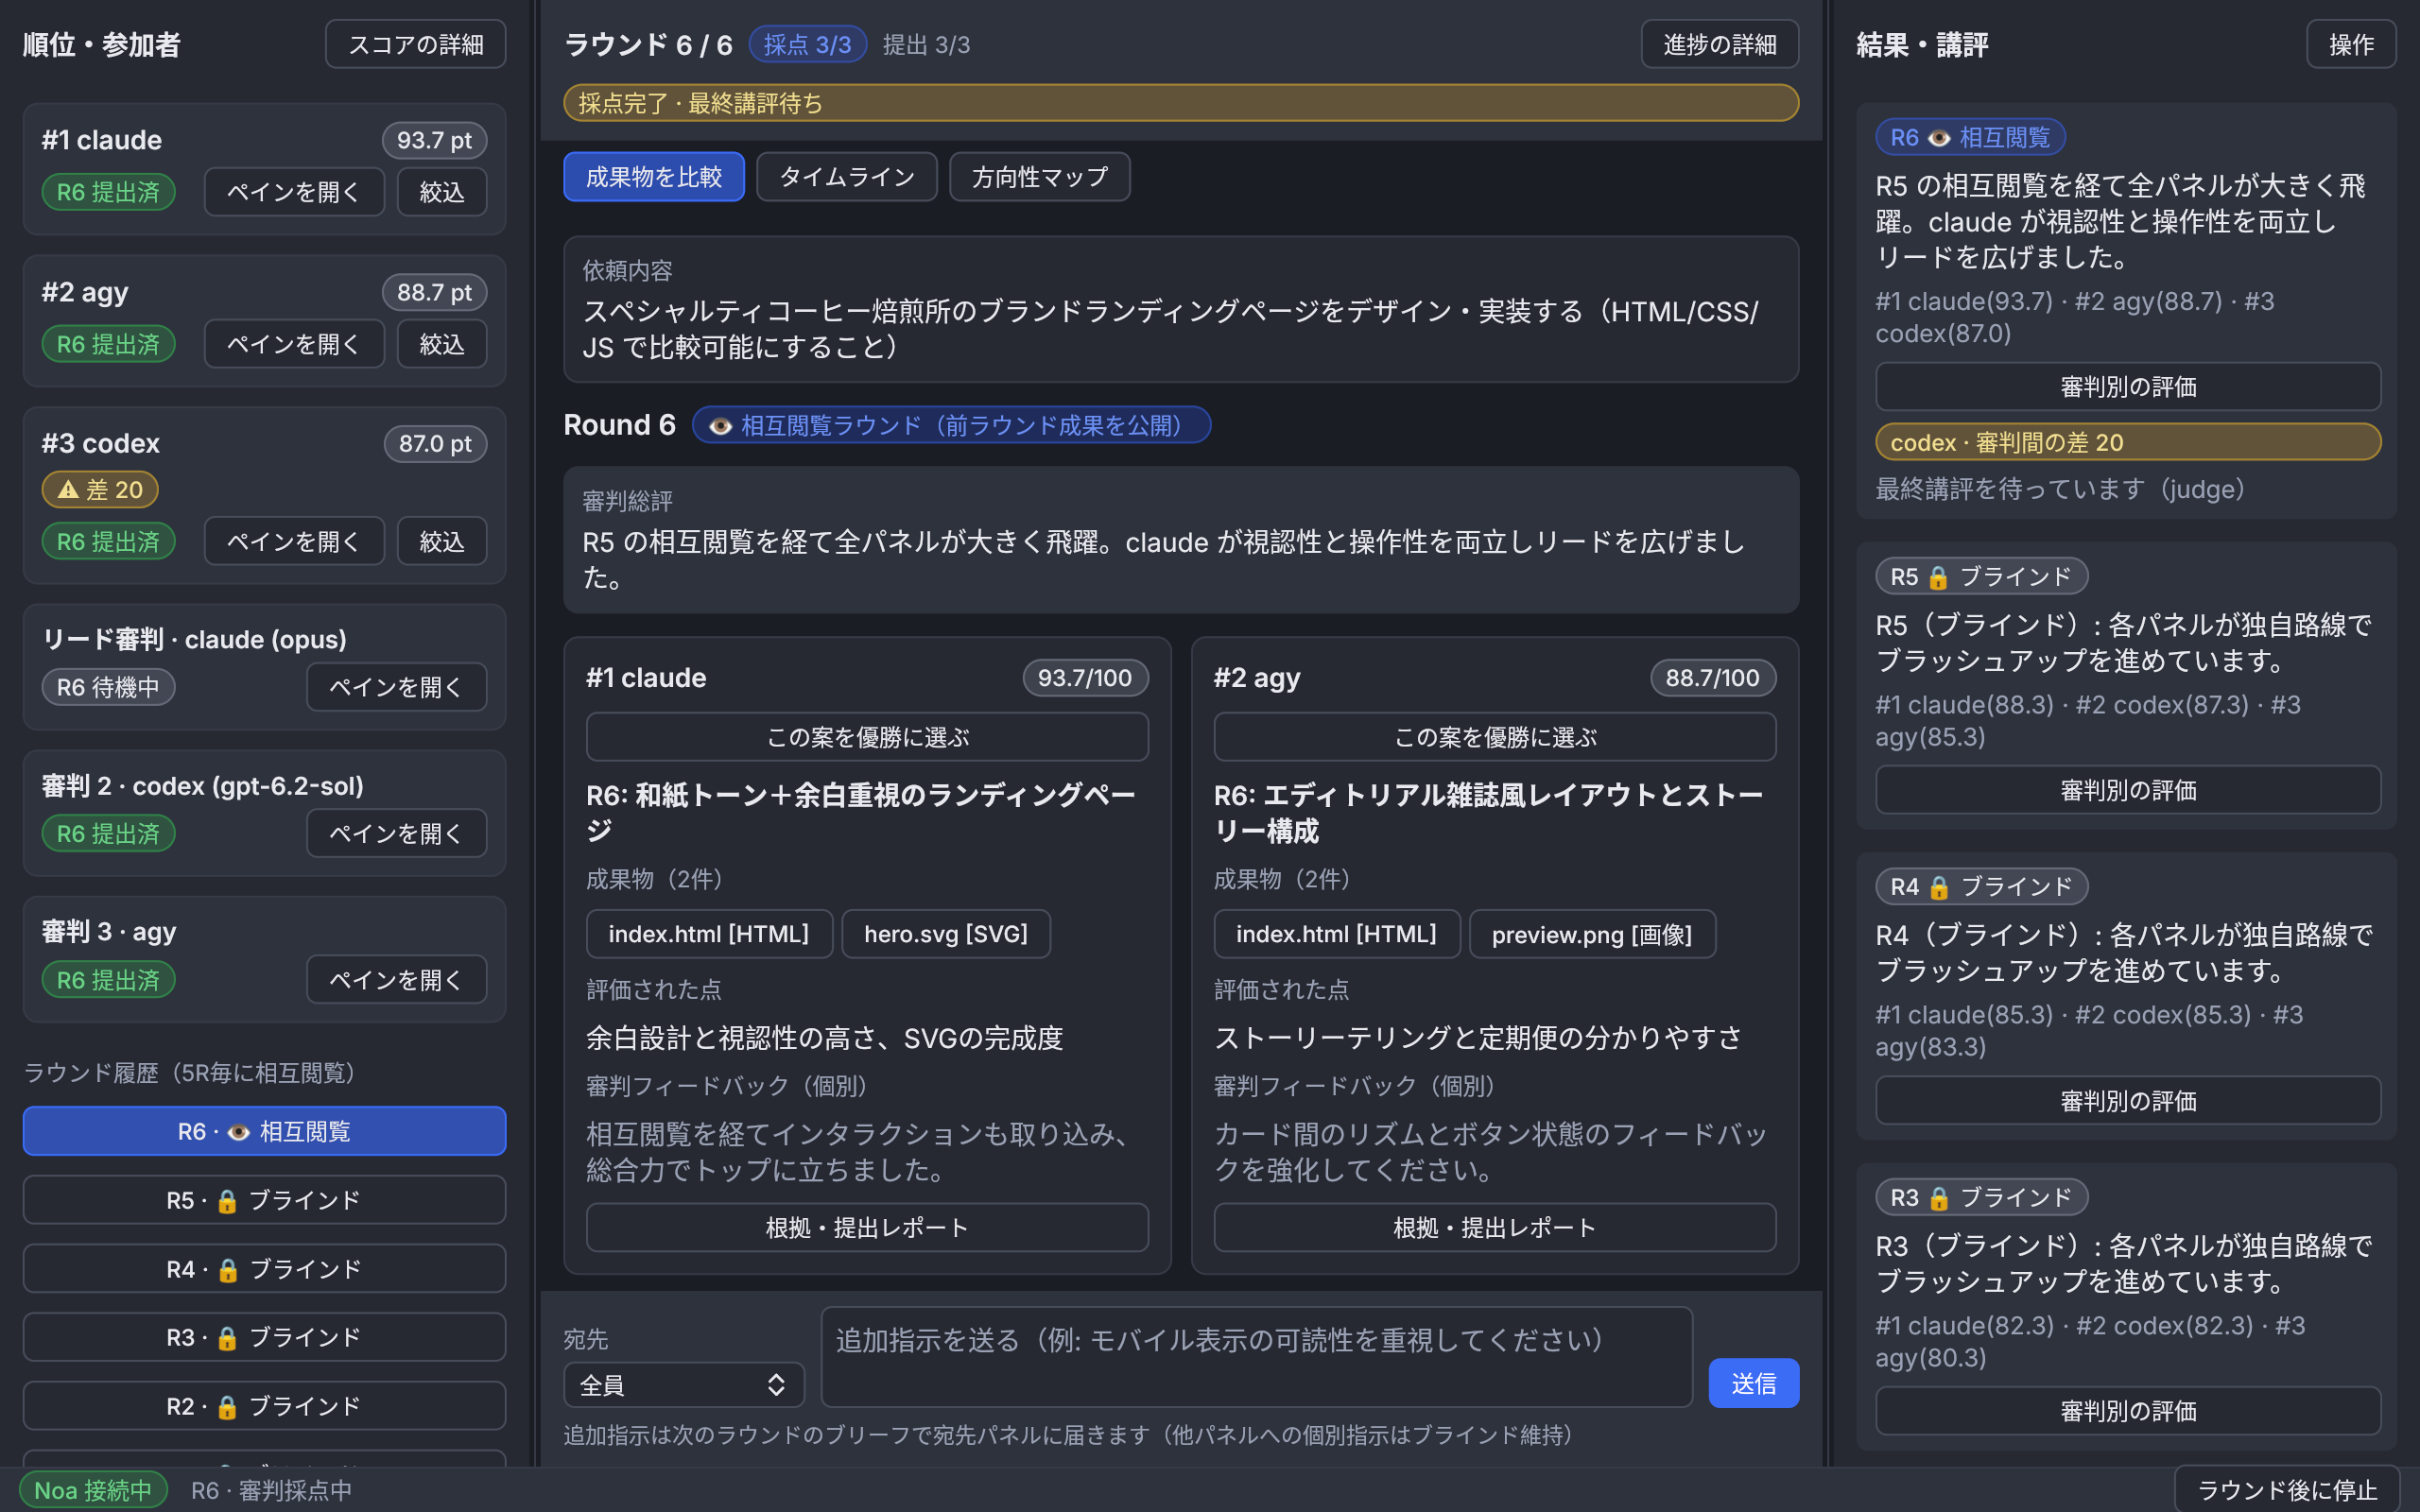 順位・参加者
スコアの詳細
#1 claude
93.7 pt
R6 提出済
ペインを開く
絞込
#2 agy
88.7 pt
R6 提出済
ペインを開く
絞込
#3 codex
87.0 pt
⚠ 差 20
R6 提出済
ペインを開く
絞込
リード審判 · claude (opus)
R6 待機中
ペインを開く
審判 2 · codex (gpt-6.2-sol)
R6 提出済
ペインを開く
審判 3 · agy
R6 提出済
ペインを開く
ラウンド履歴（5R毎に相互閲覧）
R6 · 👁️ 相互閲覧
R5 · 🔒 ブラインド
R4 · 🔒 ブラインド
R3 · 🔒 ブラインド
R2 · 🔒 ブラインド
ラウンド 6 / 6
採点 3/3
提出 3/3
進捗の詳細
採点完了 · 最終講評待ち
成果物を比較
タイムライン
方向性マップ
依頼内容
スペシャルティコーヒー焙煎所のブランドランディングページをデザイン・実装する（HTML/CSS/
JS で比較可能にすること）
Round 6
👁️ 相互閲覧ラウンド（前ラウンド成果を公開）
審判総評
R5 の相互閲覧を経て全パネルが大きく飛躍。claude が視認性と操作性を両立しリードを広げまし
た。
#1 claude
93.7/100
この案を優勝に選ぶ
R6: 和紙トーン＋余白重視のランディングペー
ジ
成果物（2件）
index.html [HTML]
hero.svg [SVG]
評価された点
余白設計と視認性の高さ、SVGの完成度
審判フィードバック（個別）
相互閲覧を経てインタラクションも取り込み、
総合力でトップに立ちました。
根拠・提出レポート
#2 agy
88.7/100
この案を優勝に選ぶ
R6: エディトリアル雑誌風レイアウトとストー
リー構成
成果物（2件）
index.html [HTML]
preview.png [画像]
評価された点
ストーリーテリングと定期便の分かりやすさ
審判フィードバック（個別）
カード間のリズムとボタン状態のフィードバッ
クを強化してください。
根拠・提出レポート
宛先
全員
追加指示を送る（例: モバイル表示の可読性を重視してください）
送信
追加指示は次のラウンドのブリーフで宛先パネルに届きます（他パネルへの個別指示はブラインド維持）
結果・講評
操作
R6 👁️ 相互閲覧
R5 の相互閲覧を経て全パネルが大きく飛
躍。claude が視認性と操作性を両立し
リードを広げました。
#1 claude(93.7) · #2 agy(88.7) · #3
codex(87.0)
審判別の評価
codex · 審判間の差 20
最終講評を待っています（judge）
R5 🔒 ブラインド
R5（ブラインド）: 各パネルが独自路線で
ブラッシュアップを進めています。
#1 claude(88.3) · #2 codex(87.3) · #3
agy(85.3)
審判別の評価
R4 🔒 ブラインド
R4（ブラインド）: 各パネルが独自路線で
ブラッシュアップを進めています。
#1 claude(85.3) · #2 codex(85.3) · #3
agy(83.3)
審判別の評価
R3 🔒 ブラインド
R3（ブラインド）: 各パネルが独自路線で
ブラッシュアップを進めています。
#1 claude(82.3) · #2 codex(82.3) · #3
agy(80.3)
審判別の評価
Noa 接続中
R6 · 審判採点中
ラウンド後に停止